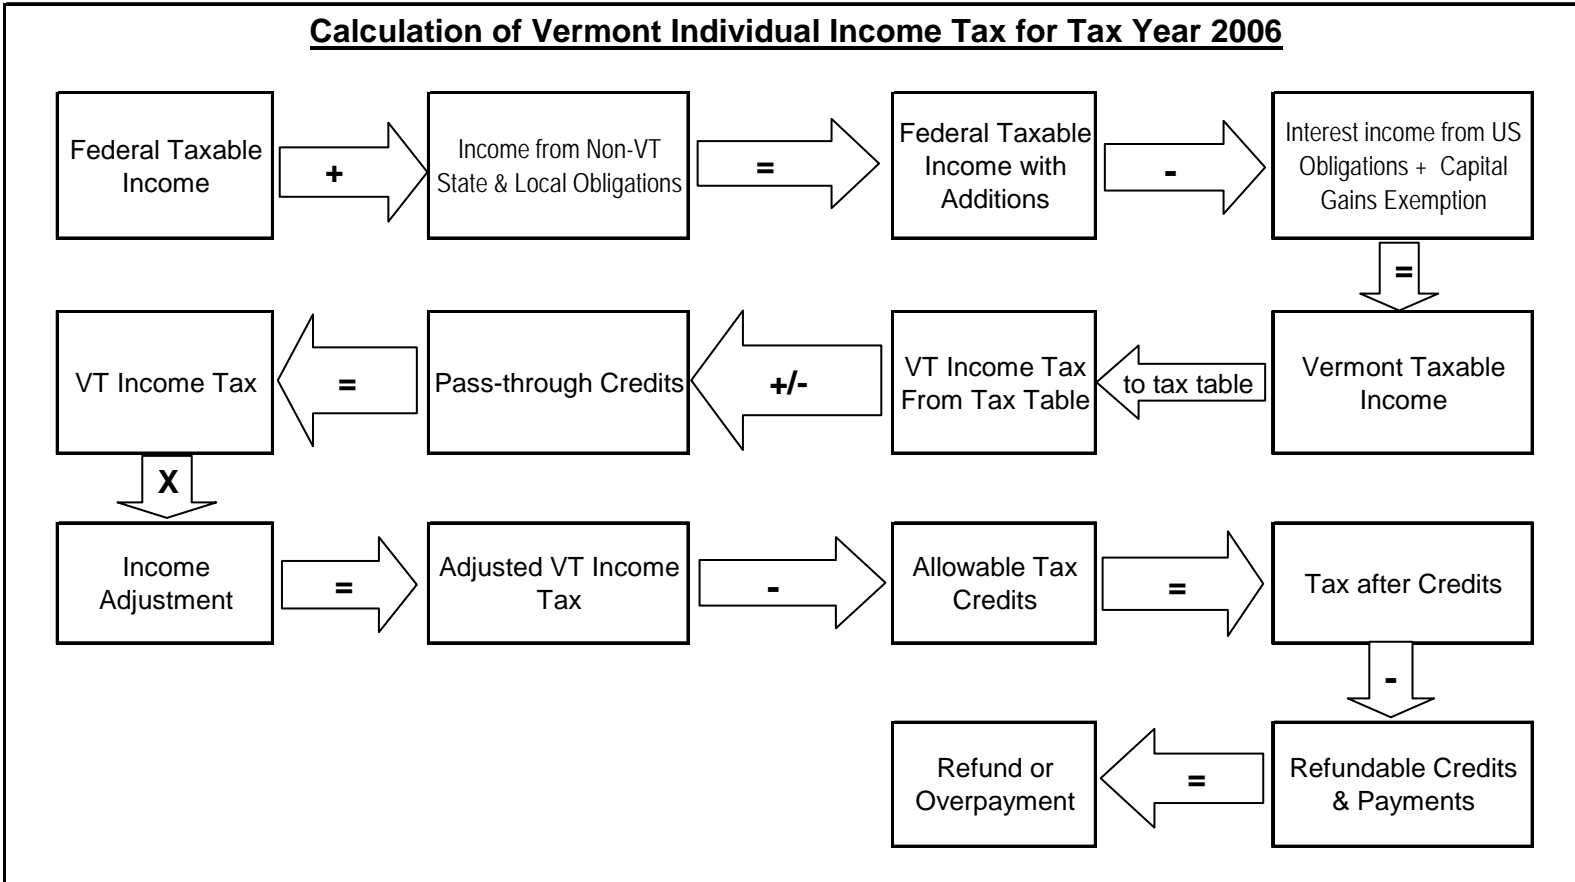 Calculation of Vermont Individual Income Tax for Tax Year 2006
Federal Taxable
Income
+
Income from Non-VT
State & Local Obligations
=
Federal Taxable
Income with
Additions
-
Interest income from US
Obligations + Capital
Gains Exemption
=
Vermont Taxable
Income
to tax table
VT Income Tax
From Tax Table
+/-
Pass-through Credits
=
VT Income Tax
X
Income
Adjustment
=
Adjusted VT Income
Tax
-
Allowable Tax
Credits
=
Tax after Credits
-
Refundable Credits
& Payments
=
Refund or
Overpayment